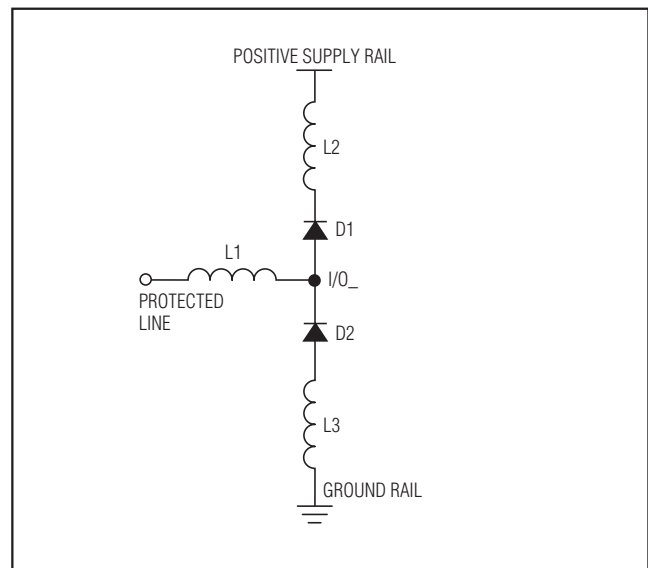 POSITIVE SUPPLY RAIL
L2
D1
L1
I/O_
PROTECTED
LINE
D2
L3
GROUND RAIL